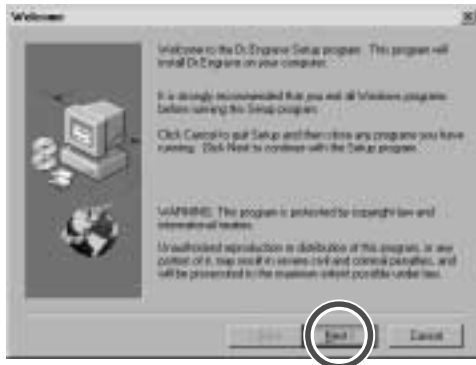 Welcome
Welcome to the Dr.Engrave Setup program. This program will
install Dr.Engrave on your computer.
It is strongly recommended that you exit all Windows programs
before running this Setup program.
Click Cancel to quit Setup and then close any programs you have
running. Click Next to continue with the Setup program.
WARNING: This program is protected by copyright law and
international treaties.
Unauthorized reproduction or distribution of this program, or any
portion of it, may result in severe civil and criminal penalties, and
will be prosecuted to the maximum extent possible under law.
Next Cancel